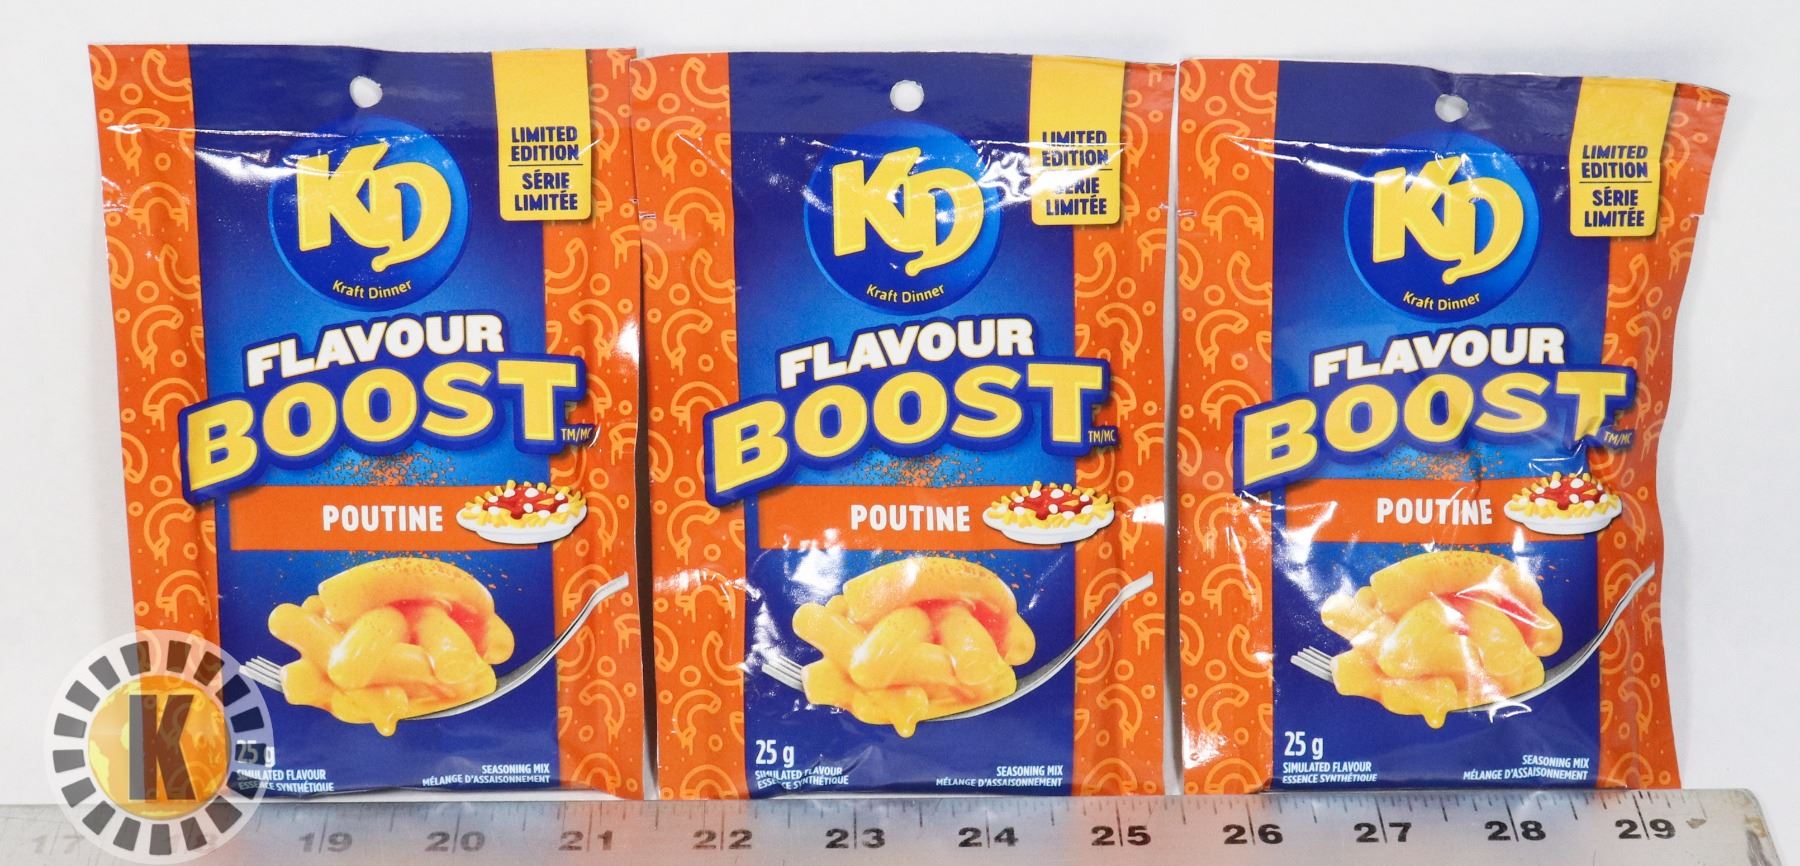 KD
Kraft Dinner
LIMITED
EDITION
SÉRIE
LIMITÉE
FLAVOUR
BOOST
TM/MC
POUTINE
25 g
SIMULATED FLAVOUR
ESSENCE SYNTHÉTIQUE
SEASONING MIX
MÉLANGE D'ASSAISONNEMENT
KD
Kraft Dinner
LIMITED
EDITION
SÉRIE
LIMITÉE
FLAVOUR
BOOST
TM/MC
POUTINE
25 g
SIMULATED FLAVOUR
ESSENCE SYNTHÉTIQUE
SEASONING MIX
MÉLANGE D'ASSAISONNEMENT
KD
Kraft Dinner
LIMITED
EDITION
SÉRIE
LIMITÉE
FLAVOUR
BOOST
TM/MC
POUTINE
25 g
SIMULATED FLAVOUR
ESSENCE SYNTHÉTIQUE
SEASONING MIX
MÉLANGE D'ASSAISONNEMENT
K
17 18 19 20 21 22 23 24 25 26 27 28 29